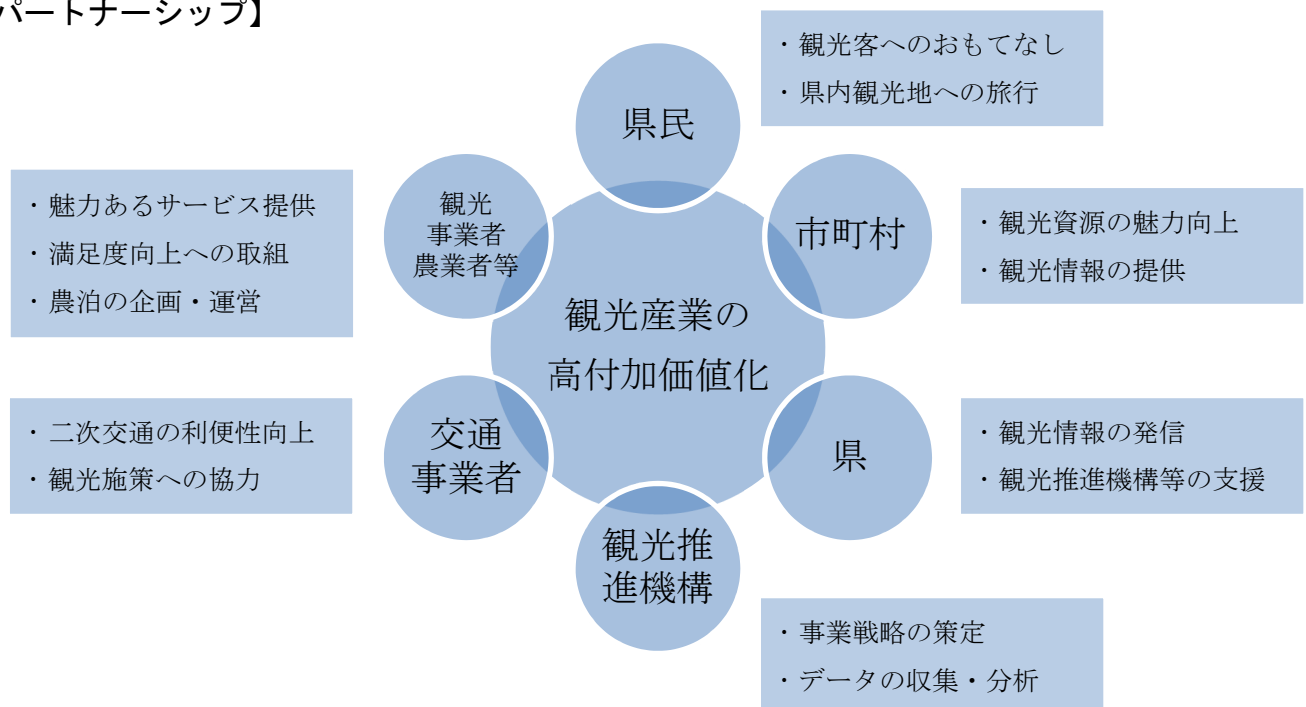 パートナーシップ】
県民
・観光客へのおもてなし
・県内観光地への旅行
市町村
・観光資源の魅力向上
・観光情報の提供
県
・観光情報の発信
・観光推進機構等の支援
観光推
進機構
・事業戦略の策定
・データの収集・分析
交通
事業者
・二次交通の利便性向上
・観光施策への協力
観光
事業者
農業者等
・魅力あるサービス提供
・満足度向上への取組
・農泊の企画・運営
観光産業の
高付加価値化